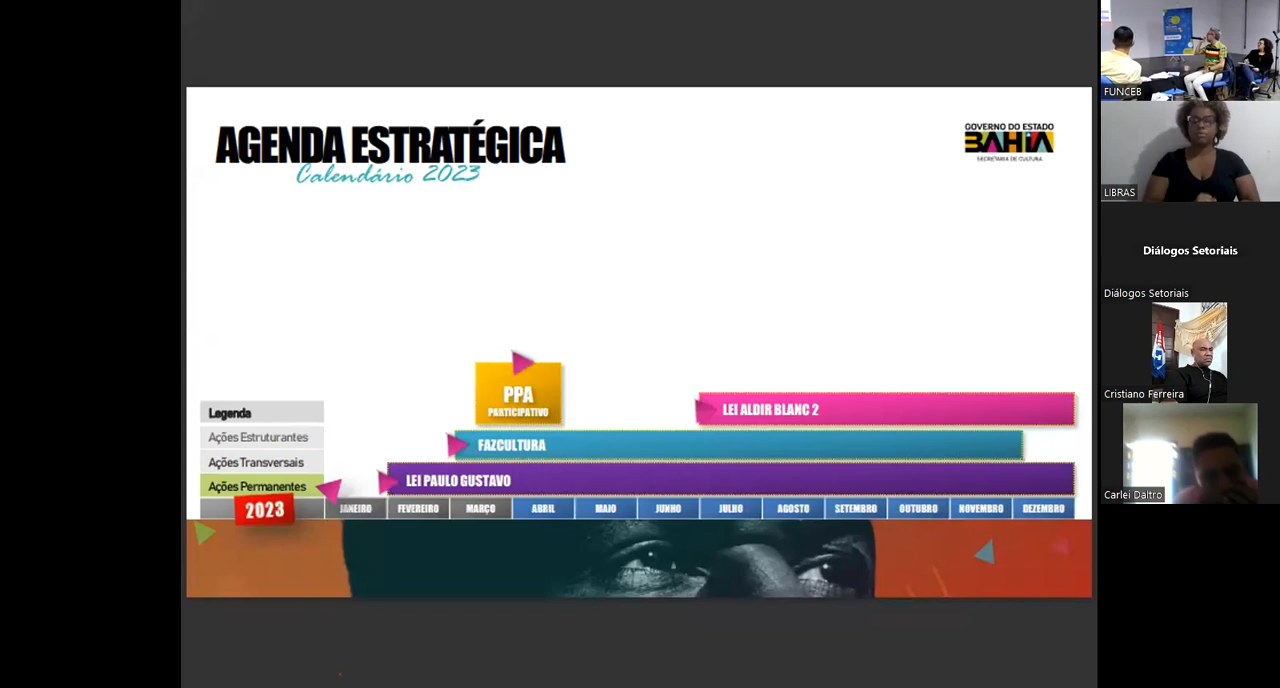 AGENDA ESTRATÉGICA
Calendário 2023
GOVERNO DO ESTADO
BAHIA
SECRETARIA DE CULTURA
PPA
PARTICIPATIVO
LEI ALDIR BLANC 2
FAZCULTURA
LEI PAULO GUSTAVO
Legenda
Ações Estruturantes
Ações Transversais
Ações Permanentes
2023
JANEIRO FEVEREIRO MARÇO ABRIL MAIO JUNHO JULHO AGOSTO SETEMBRO OUTUBRO NOVEMBRO DEZEMBRO
FUNCEB
LIBRAS
Diálogos Setoriais
Diálogos Setoriais
Cristiano Ferreira
Carlei Daltro